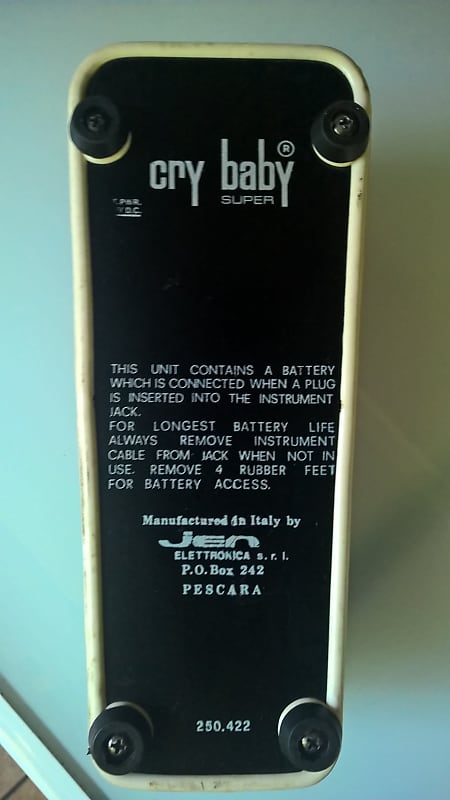 cry baby®
SUPER
THIS UNIT CONTAINS A BATTERY
WHICH IS CONNECTED WHEN A PLUG
IS INSERTED INTO THE INSTRUMENT
JACK.
FOR LONGEST BATTERY LIFE
ALWAYS REMOVE INSTRUMENT
CABLE FROM JACK WHEN NOT IN
USE. REMOVE 4 RUBBER FEET
FOR BATTERY ACCESS.
Manufactured in Italy by
Jen
ELETTRONICA s.r.l.
P.O.Box 242
PESCARA
250.422